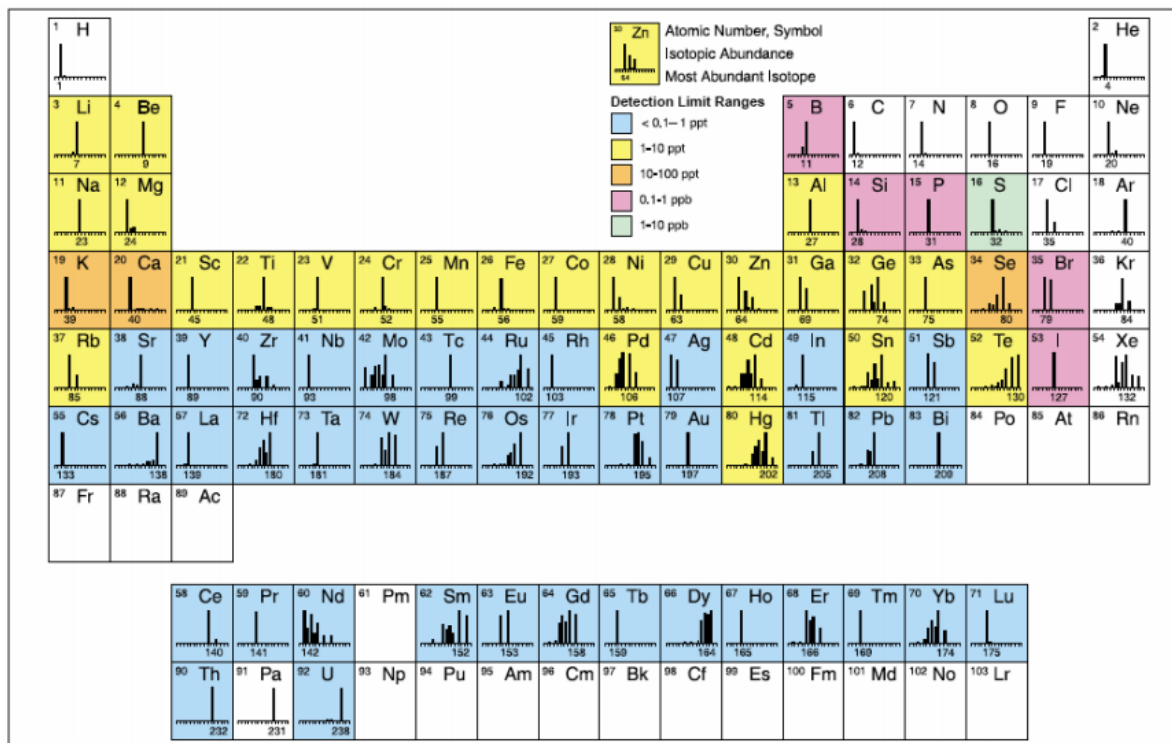 1 H 2 He
1 4
30 Zn Atomic Number, Symbol
Isotopic Abundance
64 Most Abundant Isotope
Detection Limit Ranges
< 0.1– 1 ppt
1-10 ppt
10-100 ppt
0.1-1 ppb
1-10 ppb
3 Li 4 Be 5 B 6 C 7 N 8 O 9 F 10 Ne
7 9 11 12 14 16 19 20
11 Na 12 Mg 13 Al 14 Si 15 P 16 S 17 Cl 18 Ar
23 24 27 28 31 32 35 40
19 K 20 Ca 21 Sc 22 Ti 23 V 24 Cr 25 Mn 26 Fe 27 Co 28 Ni 29 Cu 30 Zn 31 Ga 32 Ge 33 As 34 Se 35 Br 36 Kr
39 40 45 48 51 52 55 56 59 58 63 64 69 74 75 80 79 84
37 Rb 38 Sr 39 Y 40 Zr 41 Nb 42 Mo 43 Tc 44 Ru 45 Rh 46 Pd 47 Ag 48 Cd 49 In 50 Sn 51 Sb 52 Te 53 I 54 Xe
85 88 89 90 93 98 99 102 103 106 107 114 115 120 121 130 127 132
55 Cs 56 Ba 57 La 72 Hf 73 Ta 74 W 75 Re 76 Os 77 Ir 78 Pt 79 Au 80 Hg 81 Tl 82 Pb 83 Bi 84 Po 85 At 86 Rn
133 138 139 180 181 184 187 192 193 195 197 202 205 208 209
87 Fr 88 Ra 89 Ac
58 Ce 59 Pr 60 Nd 61 Pm 62 Sm 63 Eu 64 Gd 65 Tb 66 Dy 67 Ho 68 Er 69 Tm 70 Yb 71 Lu
140 141 142 152 153 158 159 164 165 166 169 174 175
90 Th 91 Pa 92 U 93 Np 94 Pu 95 Am 96 Cm 97 Bk 98 Cf 99 Es 100 Fm 101 Md 102 No 103 Lr
232 231 238